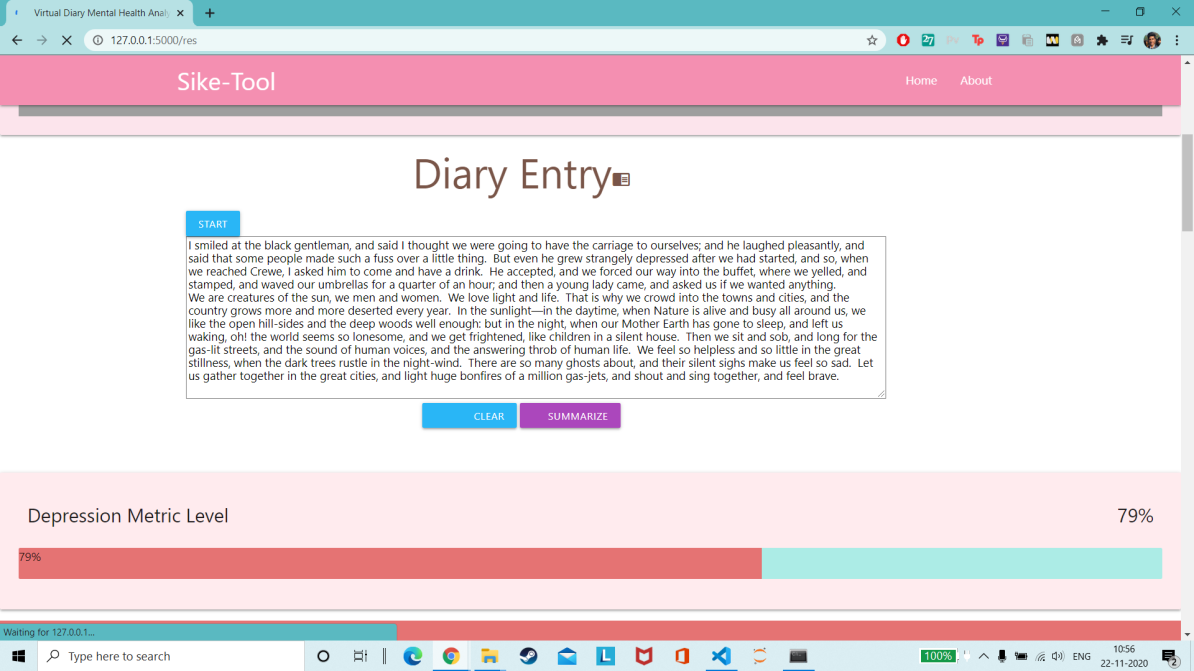 Virtual Diary Mental Health Analy
127.0.0.1:5000/res
Sike-Tool
Home
About
Diary Entry
START
I smiled at the black gentleman, and said I thought we were going to have the carriage to ourselves; and he laughed pleasantly, and
said that some people made such a fuss over a little thing.  But even he grew strangely depressed after we had started, and so, when
we reached Crewe, I asked him to come and have a drink.  He accepted, and we forced our way into the buffet, where we yelled, and
stamped, and waved our umbrellas for a quarter of an hour; and then a young lady came, and asked us if we wanted anything.
We are creatures of the sun, we men and women.  We love light and life.  That is why we crowd into the towns and cities, and the
country grows more and more deserted every year.  In the sunlight—in the daytime, when Nature is alive and busy all around us, we
like the open hill-sides and the deep woods well enough: but in the night, when our Mother Earth has gone to sleep, and left us
waking, oh! the world seems so lonesome, and we get frightened, like children in a silent house.  Then we sit and sob, and long for the
gas-lit streets, and the sound of human voices, and the answering throb of human life.  We feel so helpless and so little in the great
stillness, when the dark trees rustle in the night-wind.  There are so many ghosts about, and their silent sighs make us feel so sad.  Let
us gather together in the great cities, and light huge bonfires of a million gas-jets, and shout and sing together, and feel brave.
CLEAR
SUMMARIZE
Depression Metric Level
79%
79%
Waiting for 127.0.0.1...
Type here to search
100%
ENG
10:56
22-11-2020
2